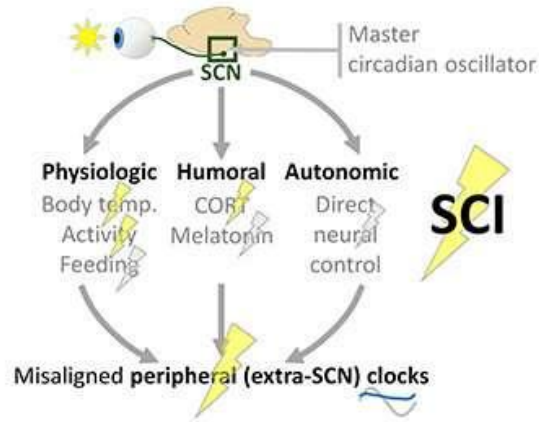 Master
circadian oscillator
SCN
Physiologic
Body temp.
Activity
Feeding
Humoral
CORT
Melatonin
Autonomic
Direct
neural
control
SCI
Misaligned peripheral (extra-SCN) clocks